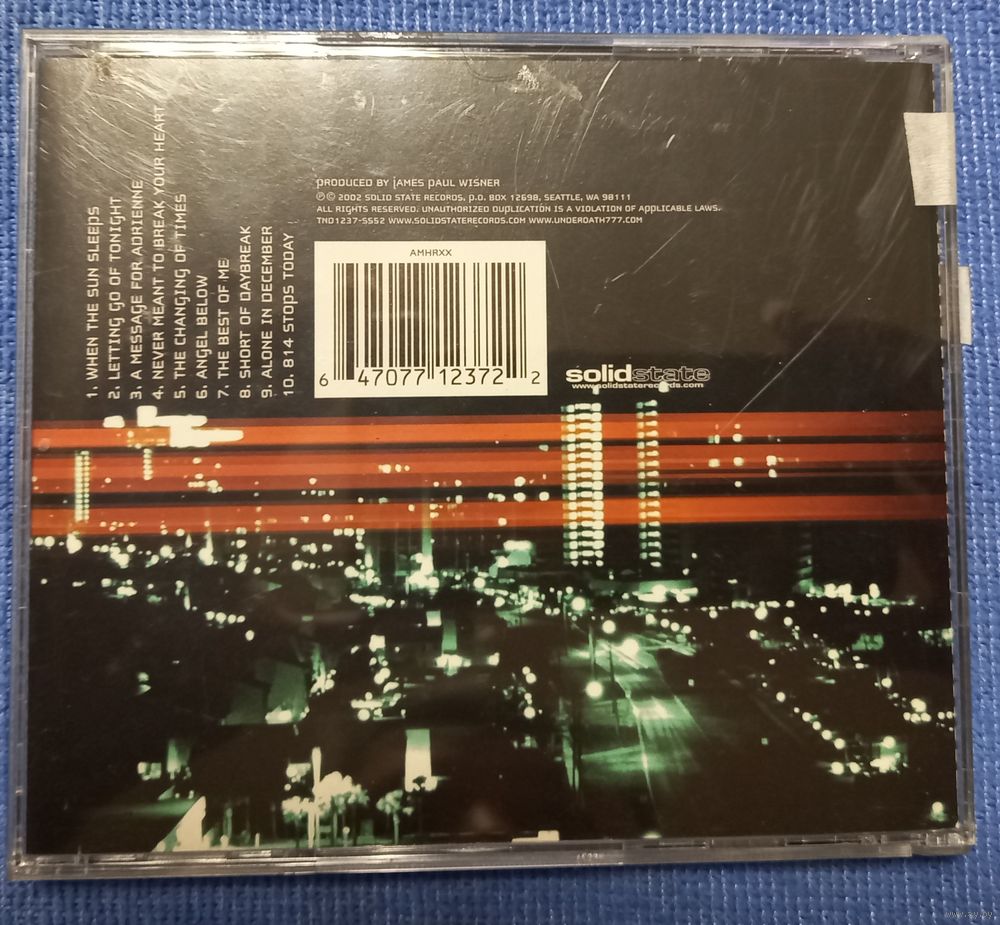 1. WHEN THE SUN SLEEPS
2. LETTING GO OF TONIGHT
3. A MESSAGE FOR ADRIENNE
4. NEVER MEANT TO BREAK YOUR HEART
5. THE CHANGING OF TIMES
6. ANGEL BELOW
7. THE BEST OF ME
8. SHORT OF DAYBREAK
9. ALONE IN DECEMBER
10. 814 STOPS TODAY
PRODUCED BY JAMES PAUL WISNER
℗© 2002 SOLID STATE RECORDS, P.O. BOX 12698, SEATTLE, WA 98111
ALL RIGHTS RESERVED. UNAUTHORIZED DUPLICATION IS A VIOLATION OF APPLICABLE LAWS.
TND1237-5552 WWW.SOLIDSTATERECORDS.COM WWW.UNDEROATH777.COM
AMHRXX
6 47077 12372 2
solidstate
www.solidstaterecords.com